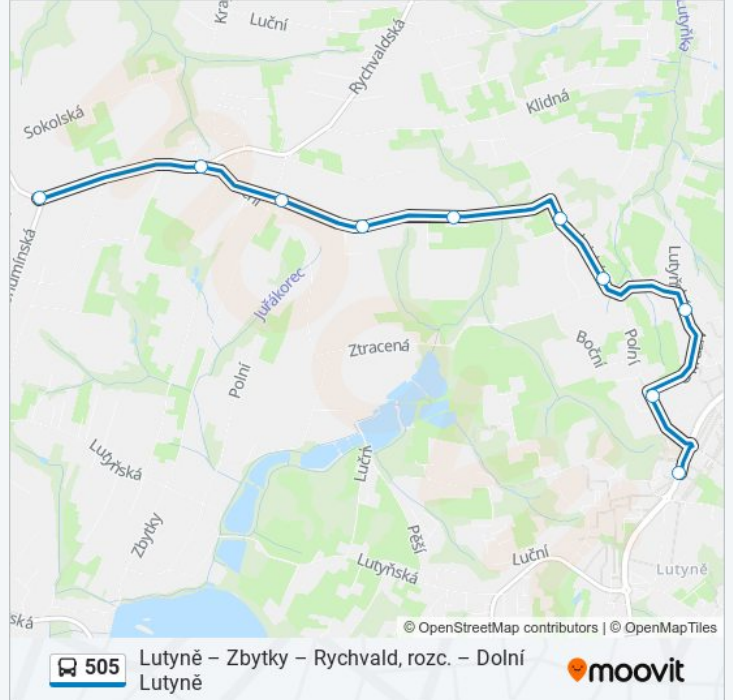 Luční
Rychvaldská
Lutyňka
Klidná
Sokolská
Juřákorec
Ztracená
Boční
Polní
Polní
Lutyňská
Luční
Zbytky
Pěší
Lutyňská
Luční
Lutyně
© OpenStreetMap contributors | © OpenMapTiles
505
Lutyně – Zbytky – Rychvald, rozc. – Dolní
Lutyně
moovit